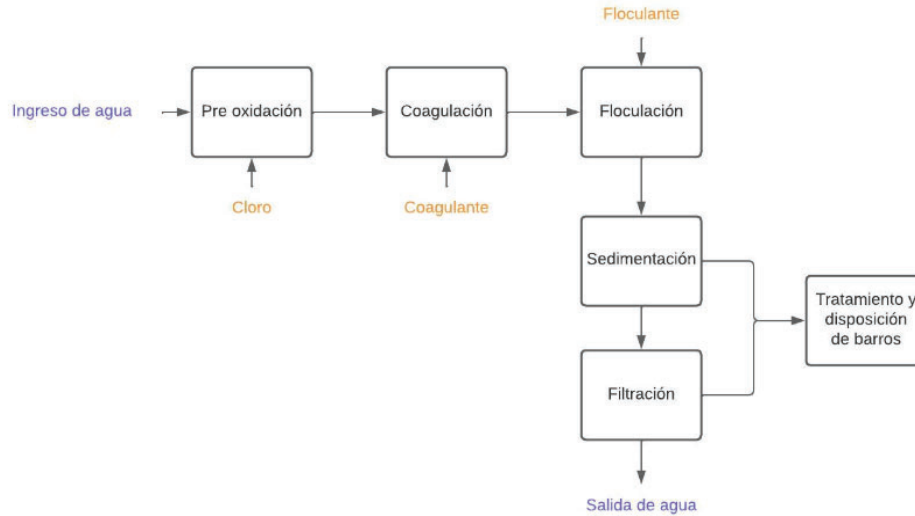 Floculante
Ingreso de agua
Pre oxidación
Coagulación
Floculación
Cloro
Coagulante
Sedimentación
Tratamiento y
disposición
de barros
Filtración
Salida de agua